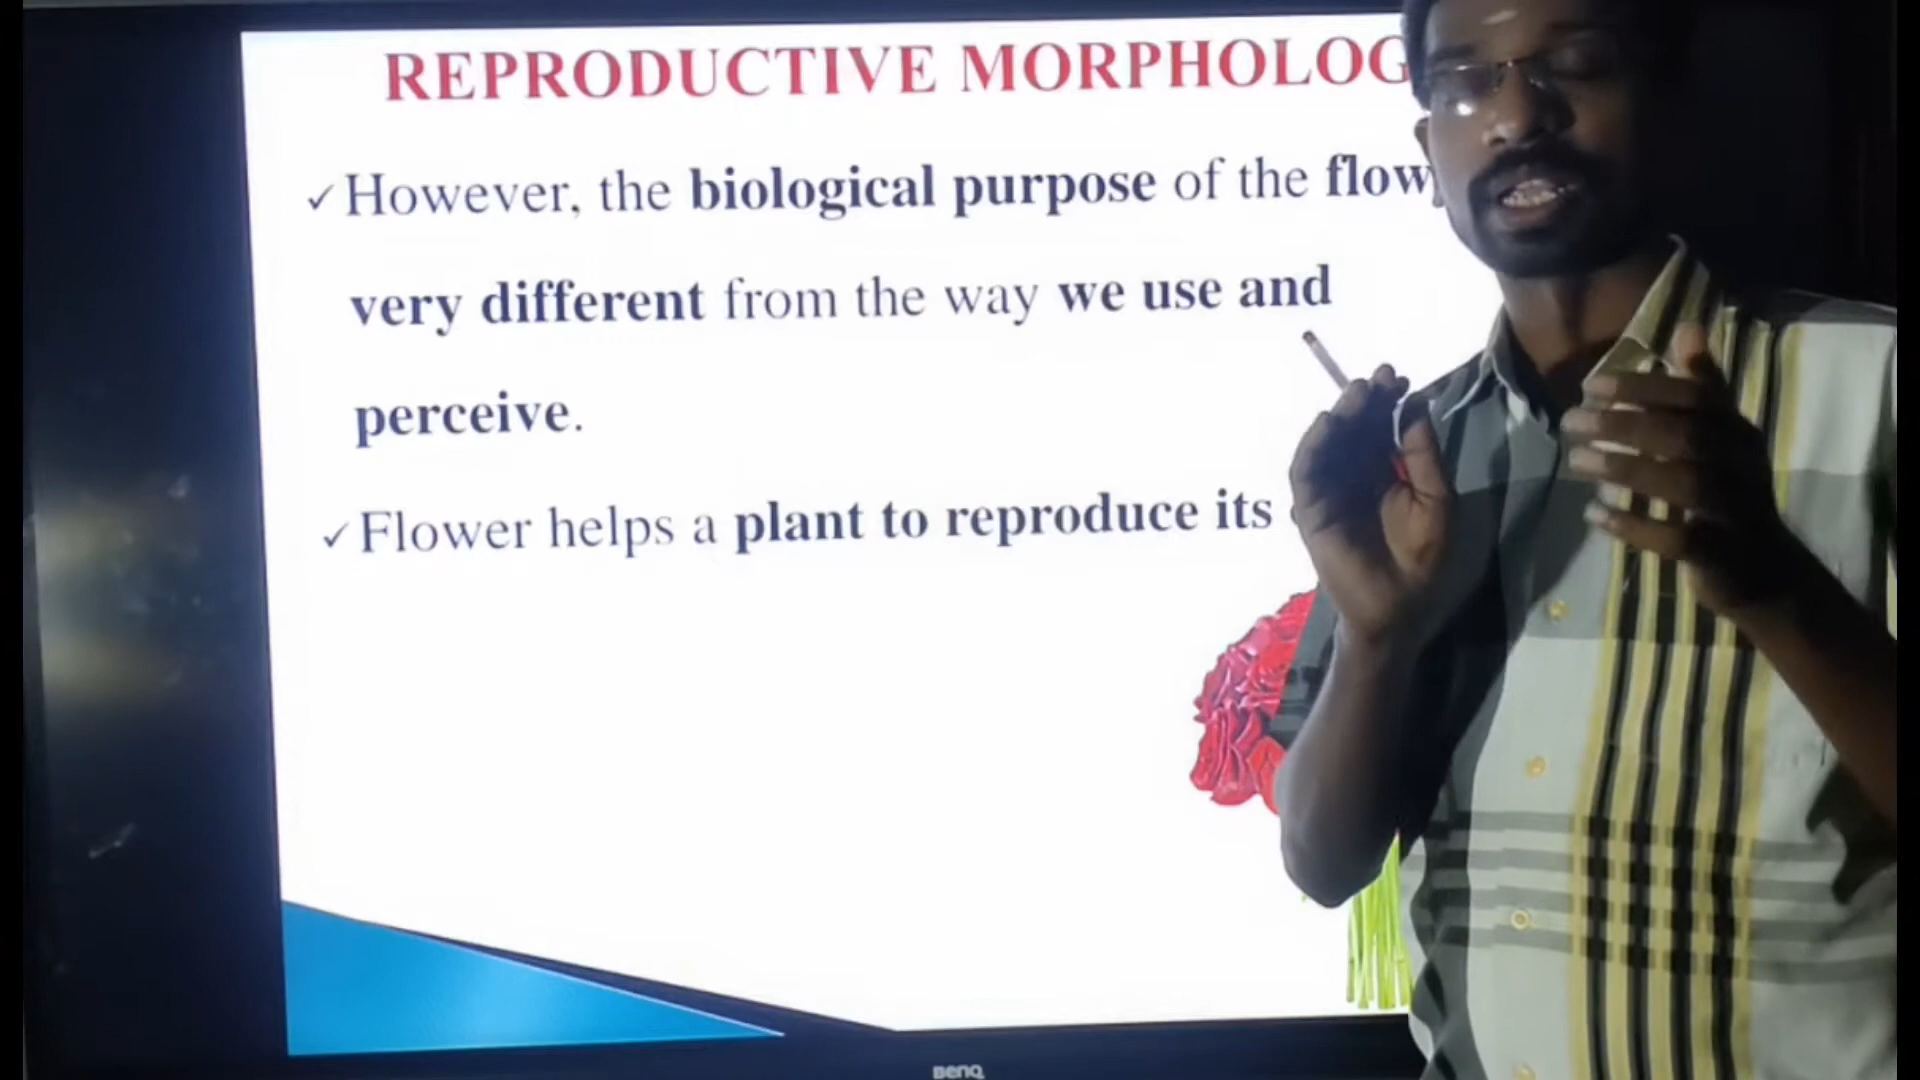 REPRODUCTIVE MORPHOLOG
✓However, the biological purpose of the flow
very different from the way we use and
perceive.
✓Flower helps a plant to reproduce its
BenQ